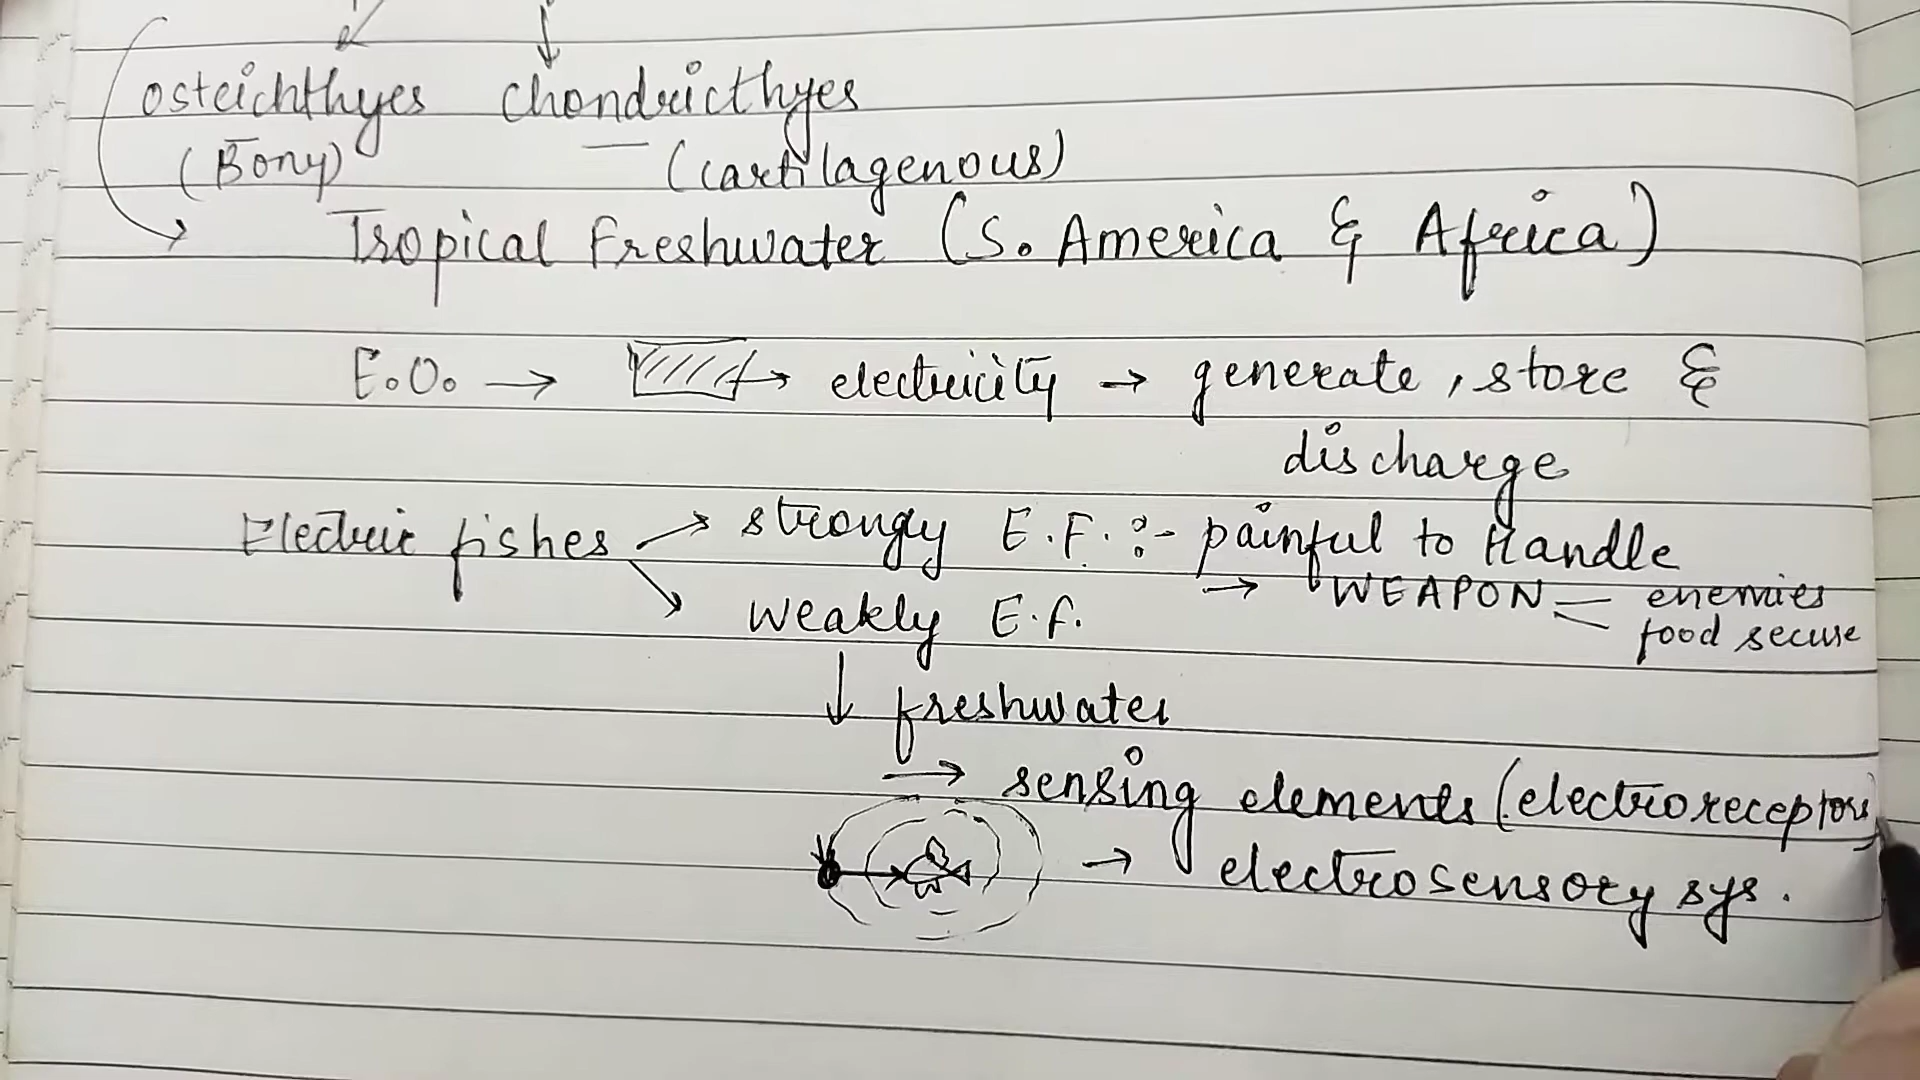 osteichthyes chondricthyes
(Bony) (cartilagenous)
Tropical Freshwater (S. America & Africa)
E.O. → → electricity → generate, store &
discharge
Electric fishes → strongly E.F. :- painful to Handle
→ WEAPON enemies
food secure
weakly E.F.
↓ freshwater
→ sensing elements (electroreceptors)
→ electrosensory sys.